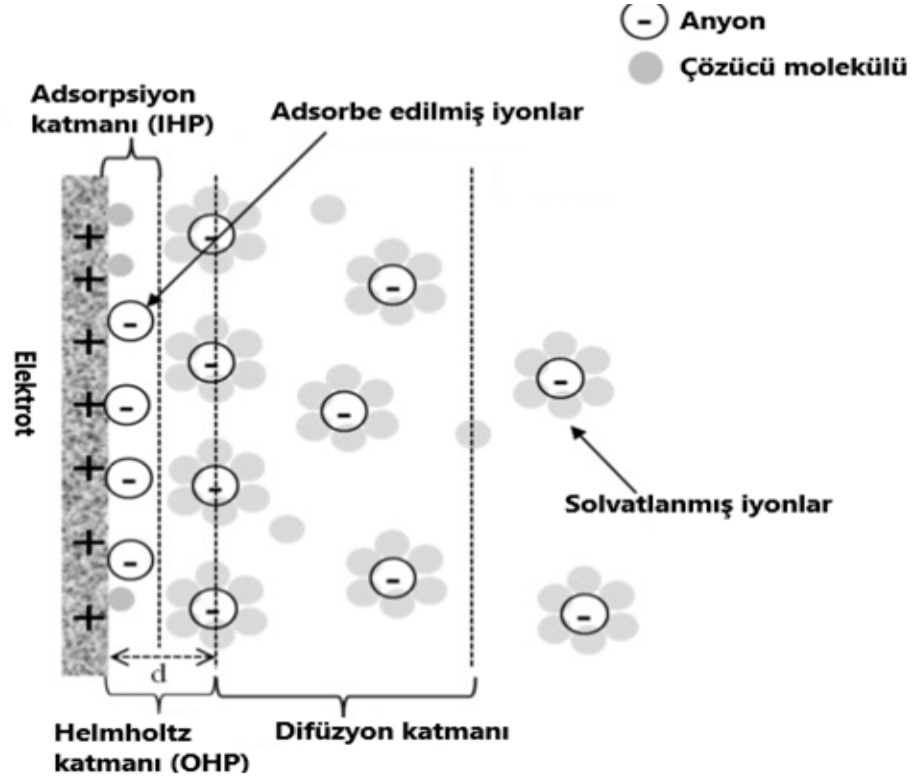 Anyon
Çözücü molekülü
Adsorpsiyon
katmanı (IHP)
Adsorbe edilmiş iyonlar
Elektrot
Solvatlanmış iyonlar
d
Helmholtz
katmanı (OHP)
Difüzyon katmanı